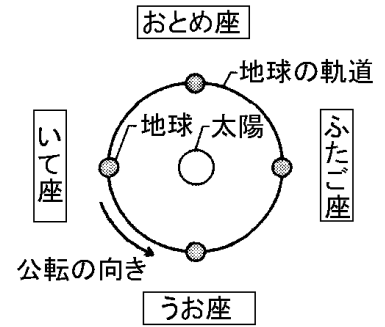 おとめ座
地球の軌道
地球
太陽
いて座
ふたご座
公転の向き
うお座